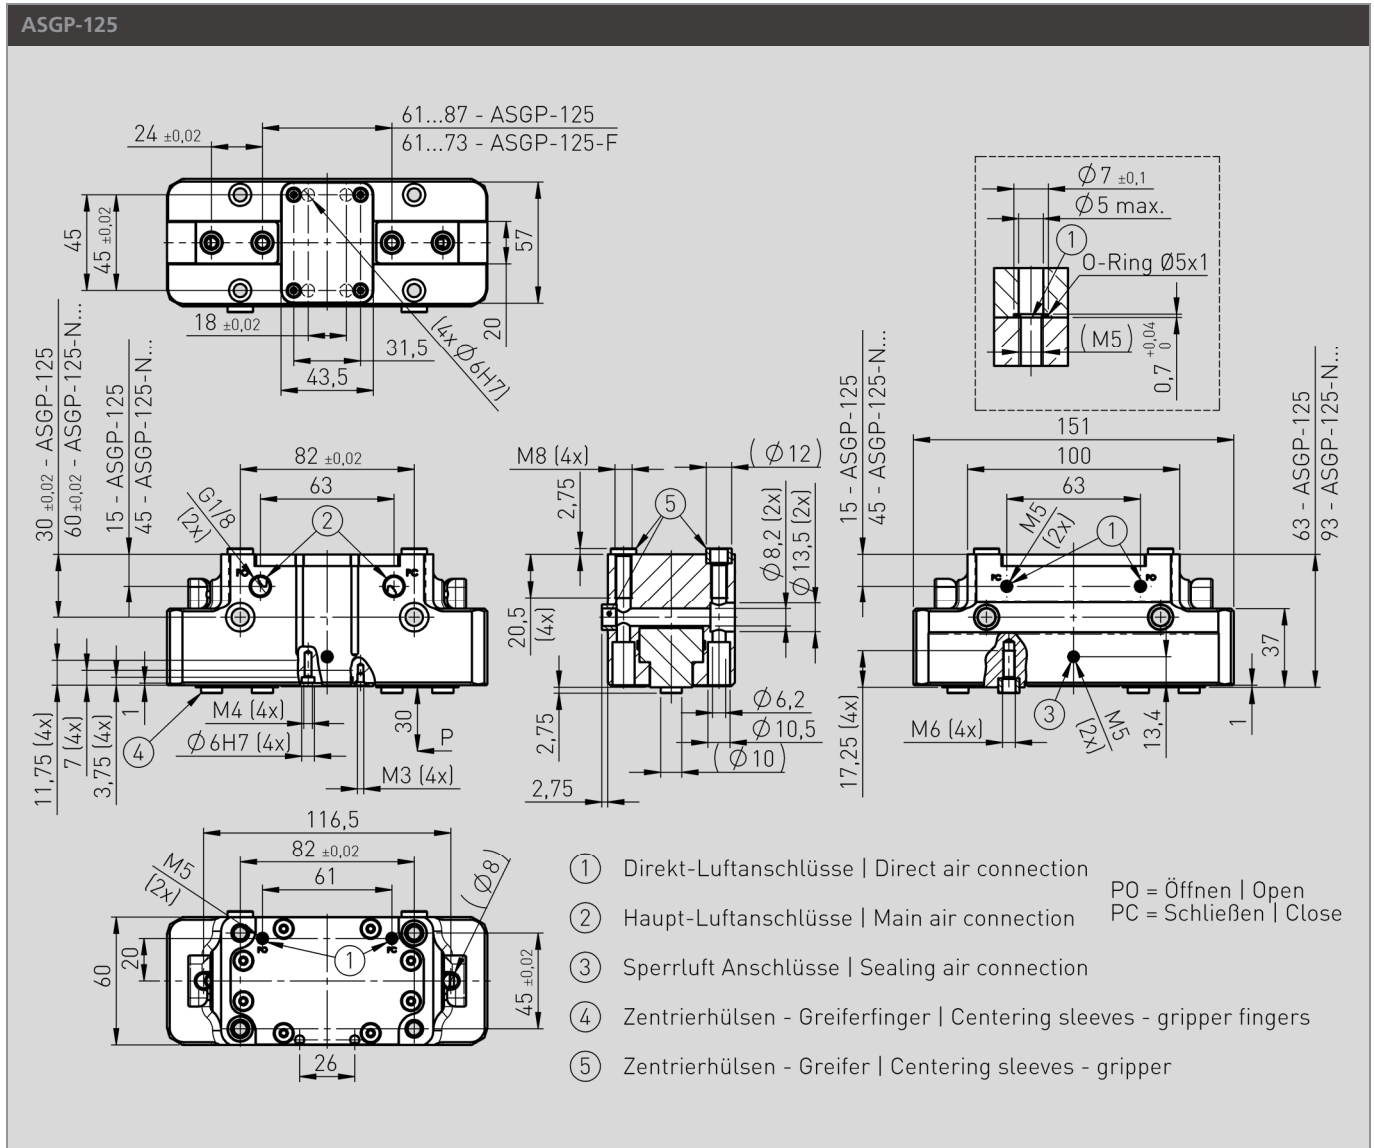 ASGP-125
61...87 - ASGP-125
61...73 - ASGP-125-F
24 ±0,02
45
45 ±0,02
57
20
18 ±0,02
31,5
43,5
(4x Ø6H7)
Ø7 ±0,1
Ø5 max.
1
O-Ring Ø5x1
(M5)
0,7 +0,04 0
30 ±0,02 - ASGP-125
60 ±0,02 - ASGP-125-N...
15 - ASGP-125
45 - ASGP-125-N...
82 ±0,02
63
G1/8 (2x)
2
PO
PC
11,75 (4x)
7 (4x)
3,75 (4x)
1
4
M4 (4x)
Ø6H7 (4x)
30
P
M3 (4x)
M8 (4x)
(Ø12)
2,75
5
Ø8,2 (2x)
Ø13,5 (2x)
20,5 (4x)
2,75
2,75
Ø6,2
Ø10,5
(Ø10)
15 - ASGP-125
45 - ASGP-125-N...
151
100
63
M5 (2x)
1
PC
PO
63 - ASGP-125
93 - ASGP-125-N...
37
17,25 (4x)
M6 (4x)
3
M5 (2x)
13,4
1
116,5
82 ±0,02
61
M5 (2x)
(Ø8)
PO
PC
1
60
20
45 ±0,02
26
1 Direkt-Luftanschlüsse | Direct air connection
2 Haupt-Luftanschlüsse | Main air connection
3 Sperrluft Anschlüsse | Sealing air connection
4 Zentrierhülsen - Greiferfinger | Centering sleeves - gripper fingers
5 Zentrierhülsen - Greifer | Centering sleeves - gripper
PO = Öffnen | Open
PC = Schließen | Close